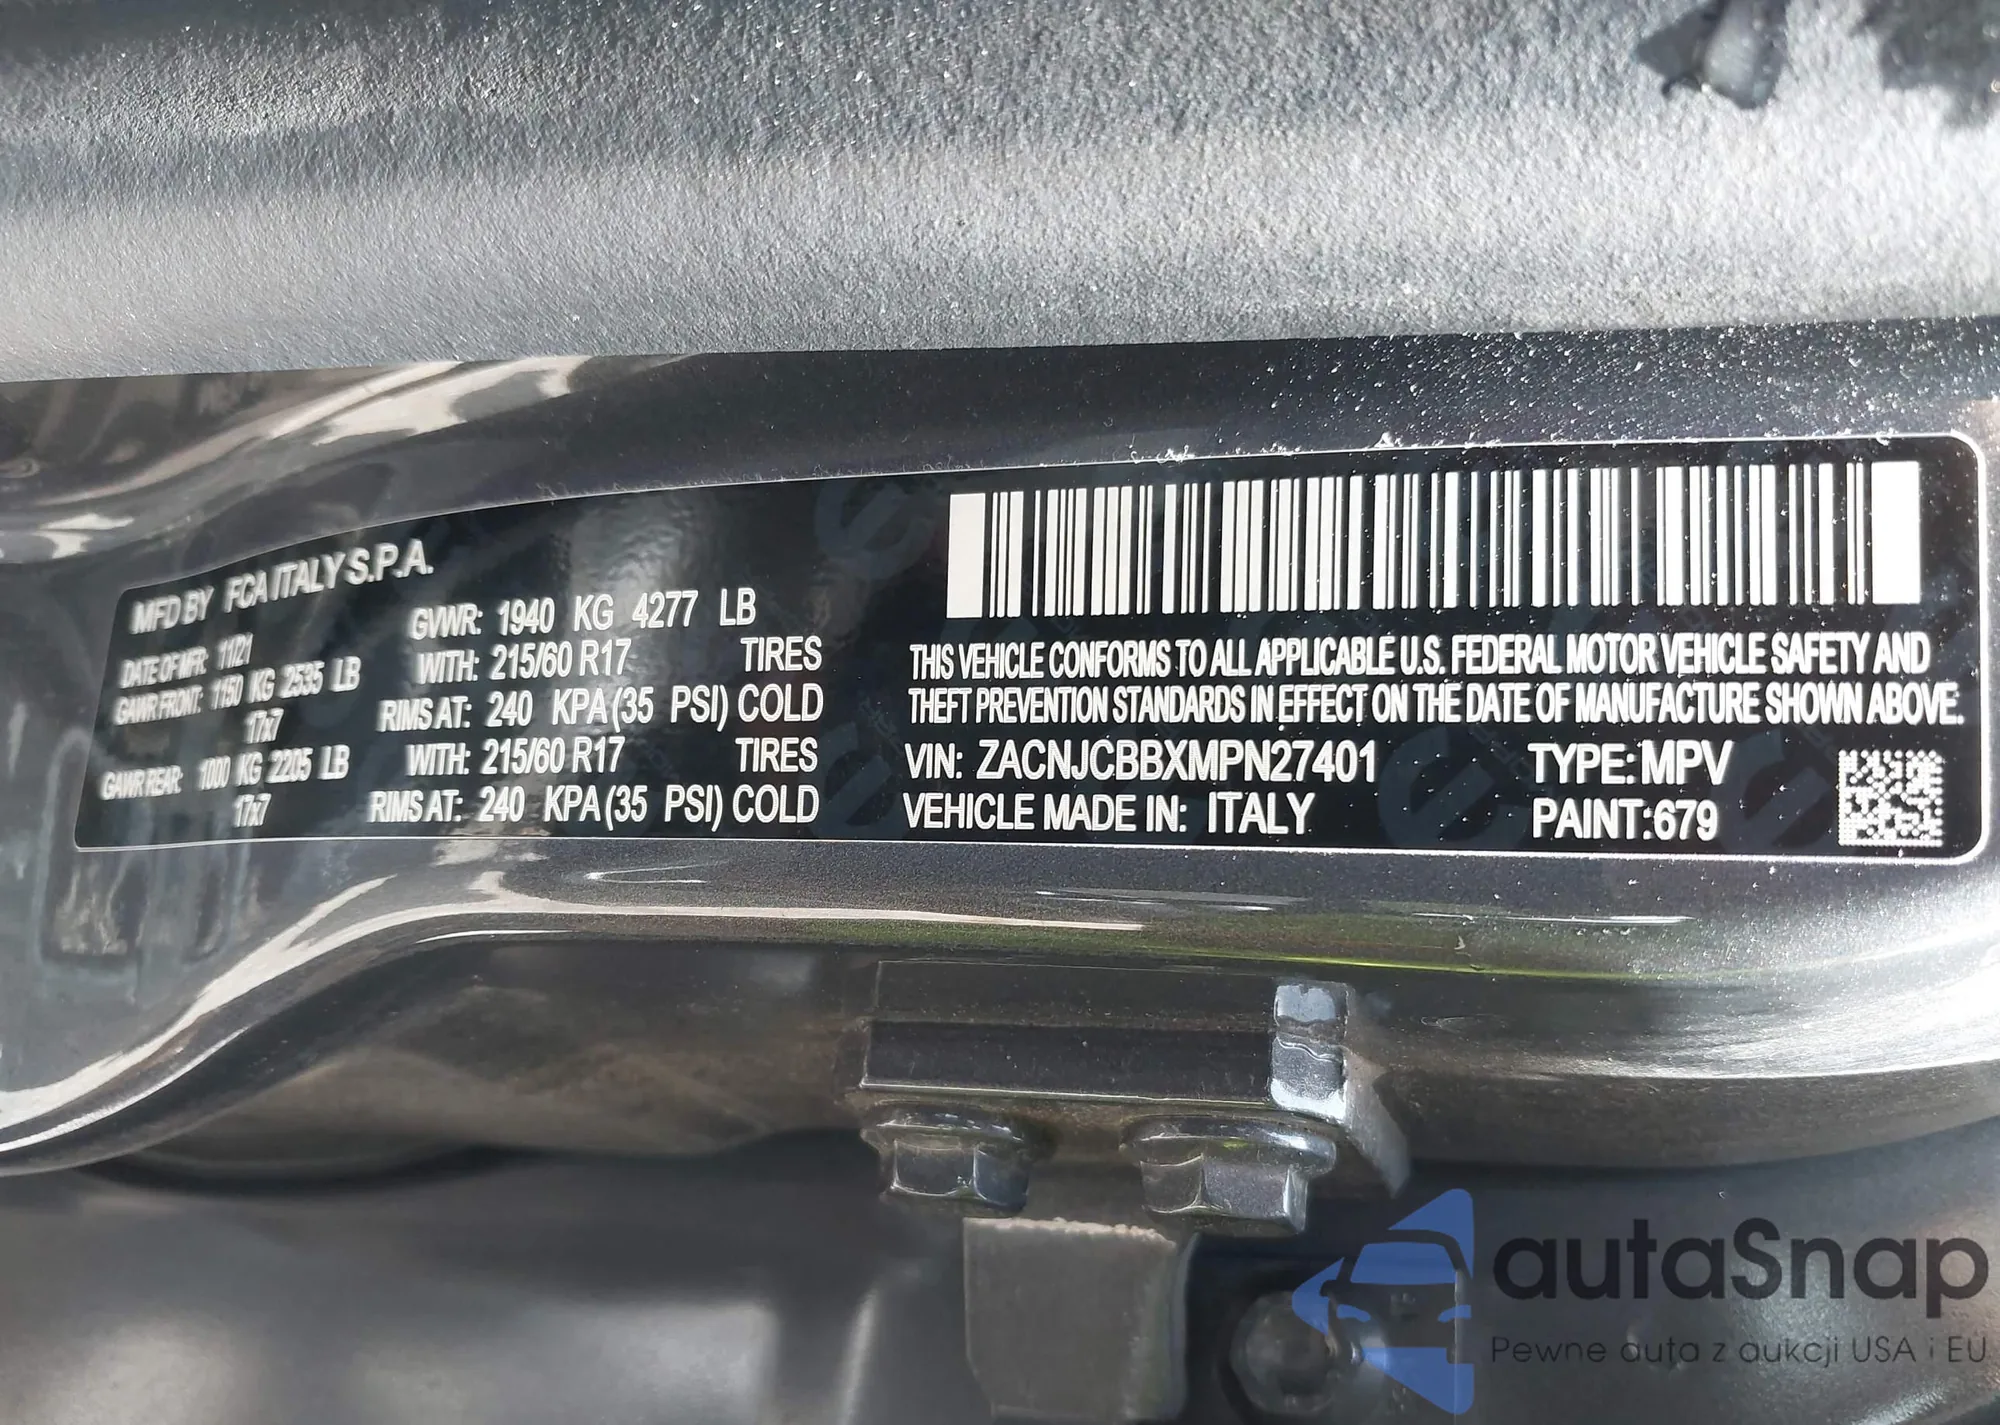 MFD BY FCA ITALY S.P.A.
DATE OF MFR: 11/21 GVWR: 1940 KG 4277 LB
GAWR FRONT: 1150 KG 2535 LB WITH: 215/60 R17 TIRES
17x7 RIMS AT: 240 KPA (35 PSI) COLD
GAWR REAR: 1000 KG 2205 LB WITH: 215/60 R17 TIRES
17x7 RIMS AT: 240 KPA (35 PSI) COLD
THIS VEHICLE CONFORMS TO ALL APPLICABLE U.S. FEDERAL MOTOR VEHICLE SAFETY AND
THEFT PREVENTION STANDARDS IN EFFECT ON THE DATE OF MANUFACTURE SHOWN ABOVE.
VIN: ZACNJCBBXMPN27401 TYPE: MPV
VEHICLE MADE IN: ITALY PAINT:679
autaSnap
Pewne auta z aukcji USA i EU